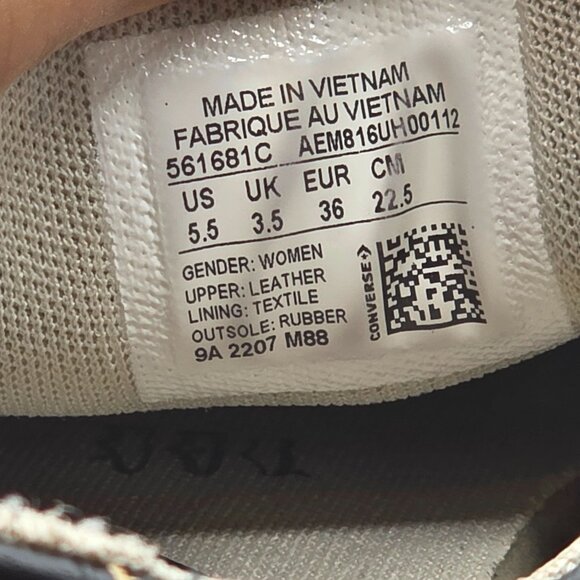 MADE IN VIETNAM
FABRIQUE AU VIETNAM
561681C AEM816UH00112
US UK EUR CM
5.5 3.5 36 22.5
GENDER: WOMEN
UPPER: LEATHER
LINING: TEXTILE
OUTSOLE: RUBBER
9A 2207 M88
CONVERSE